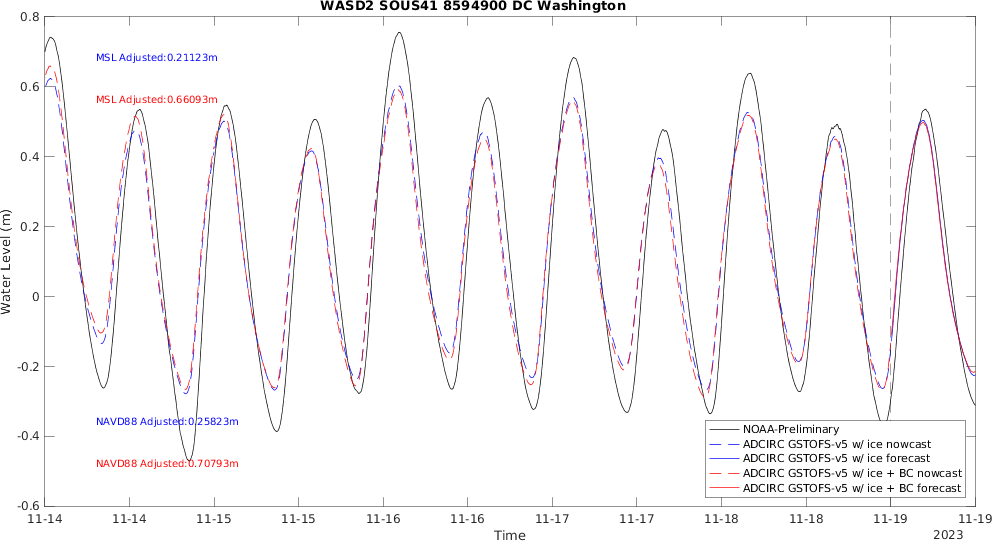 WASD2 SOUS41 8594900 DC Washington
0.8
0.6
0.4
0.2
0
-0.2
-0.4
-0.6
Water Level (m)
MSL Adjusted:0.21123m
MSL Adjusted:0.66093m
NAVD88 Adjusted:0.25823m
NAVD88 Adjusted:0.70793m
NOAA-Preliminary
ADCIRC GSTOFS-v5 w/ ice nowcast
ADCIRC GSTOFS-v5 w/ ice forecast
ADCIRC GSTOFS-v5 w/ ice + BC nowcast
ADCIRC GSTOFS-v5 w/ ice + BC forecast
11-14 11-14 11-15 11-15 11-16 11-16 11-17 11-17 11-18 11-18 11-19 11-19
Time
2023